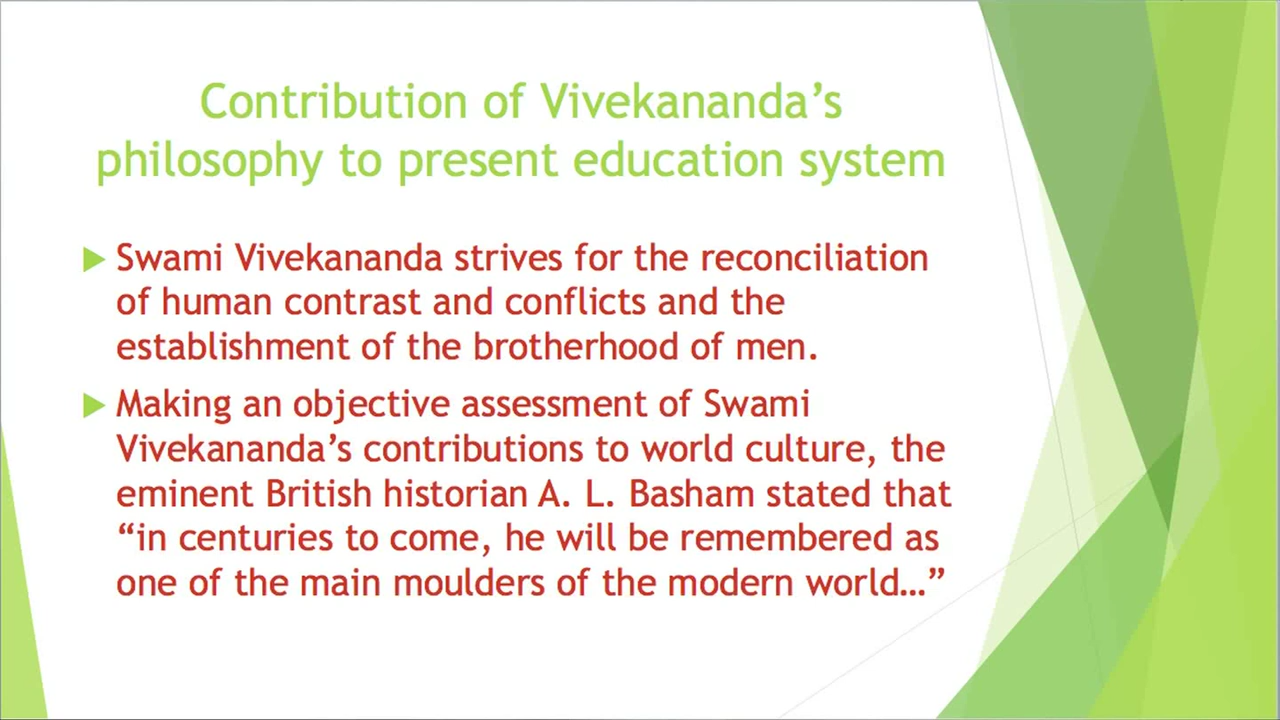 Contribution of Vivekananda’s
philosophy to present education system
Swami Vivekananda strives for the reconciliation
of human contrast and conflicts and the
establishment of the brotherhood of men.
Making an objective assessment of Swami
Vivekananda’s contributions to world culture, the
eminent British historian A. L. Basham stated that
“in centuries to come, he will be remembered as
one of the main moulders of the modern world…”